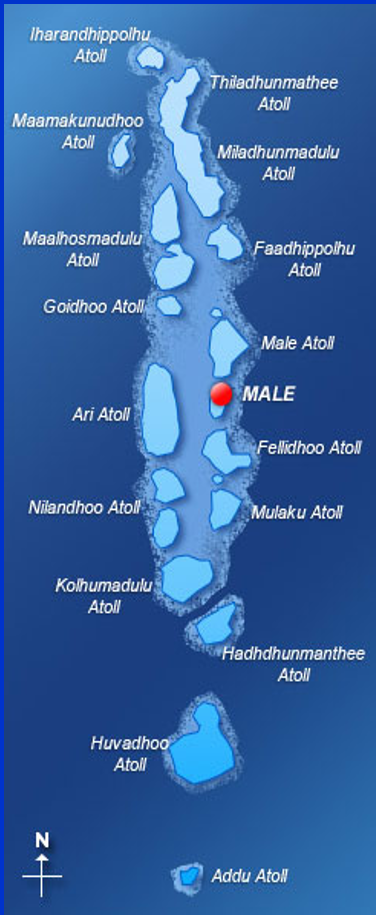 Iharandhippolhu
Atoll
Thiladhunmathee
Atoll
Maamakunudhoo
Atoll
Miladhunmadulu
Atoll
Maalhosmadulu
Atoll
Faadhippolhu
Atoll
Goidhoo Atoll
Male Atoll
MALE
Ari Atoll
Fellidhoo Atoll
Nilandhoo Atoll
Mulaku Atoll
Kolhumadulu
Atoll
Hadhdhunmanthee
Atoll
Huvadhoo
Atoll
N
Addu Atoll